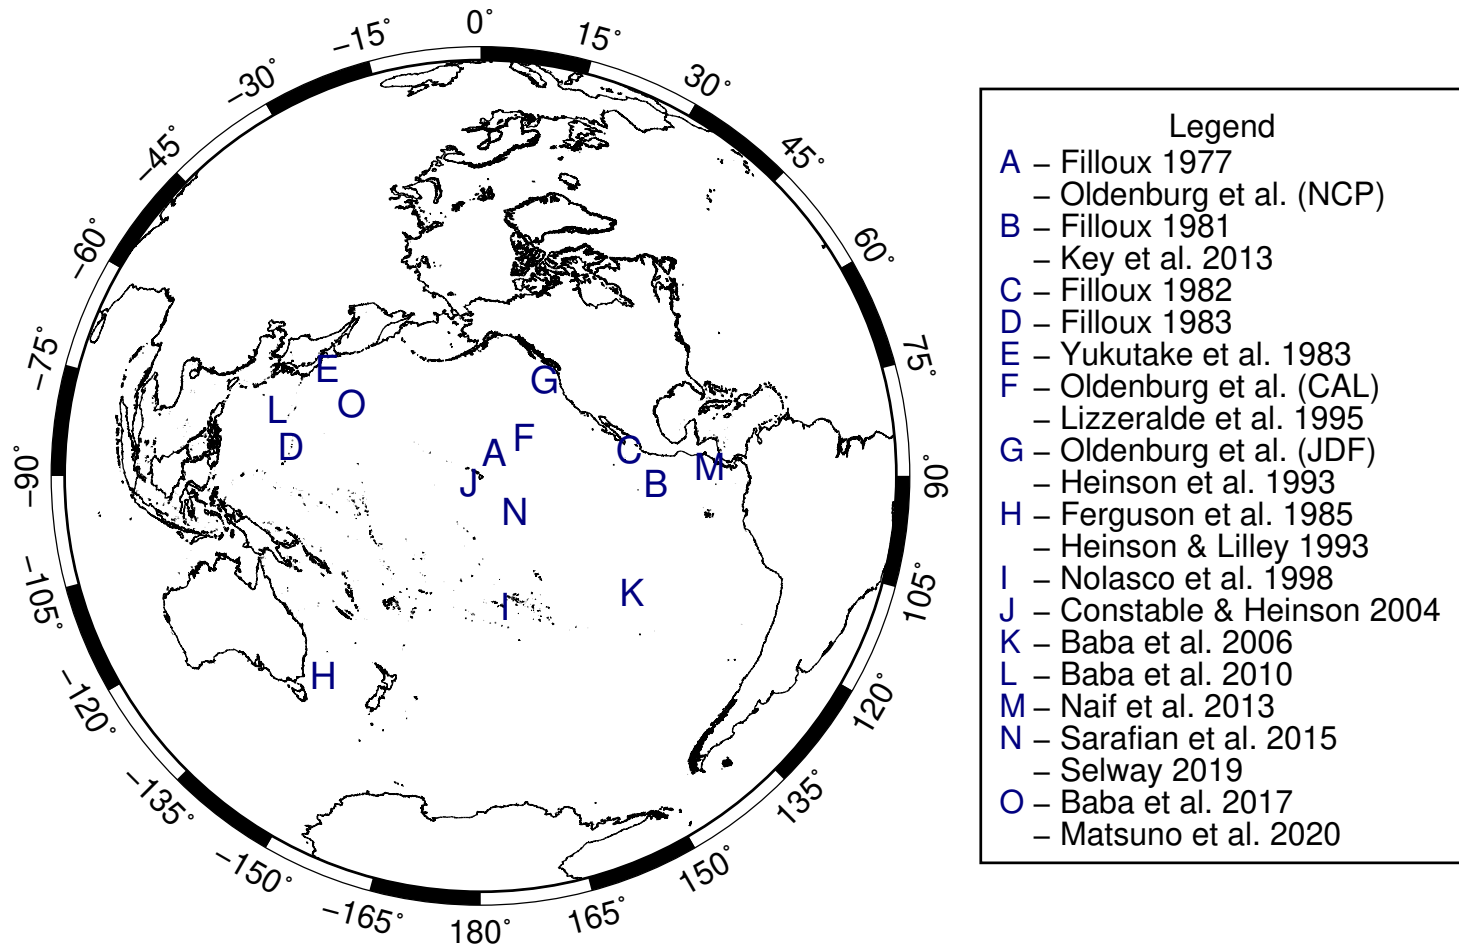 0°
15°
30°
45°
60°
75°
90°
105°
120°
135°
150°
165°
180°
−165°
−150°
−135°
−120°
−105°
−90°
−75°
−60°
−45°
−30°
−15°
E
G
O
L
D
A
F
C
M
J
B
N
K
I
H
Legend
A − Filloux 1977
− Oldenburg et al. (NCP)
B − Filloux 1981
− Key et al. 2013
C − Filloux 1982
D − Filloux 1983
E − Yukutake et al. 1983
F − Oldenburg et al. (CAL)
− Lizzeralde et al. 1995
G − Oldenburg et al. (JDF)
− Heinson et al. 1993
H − Ferguson et al. 1985
− Heinson & Lilley 1993
I − Nolasco et al. 1998
J − Constable & Heinson 2004
K − Baba et al. 2006
L − Baba et al. 2010
M − Naif et al. 2013
N − Sarafian et al. 2015
− Selway 2019
O − Baba et al. 2017
− Matsuno et al. 2020